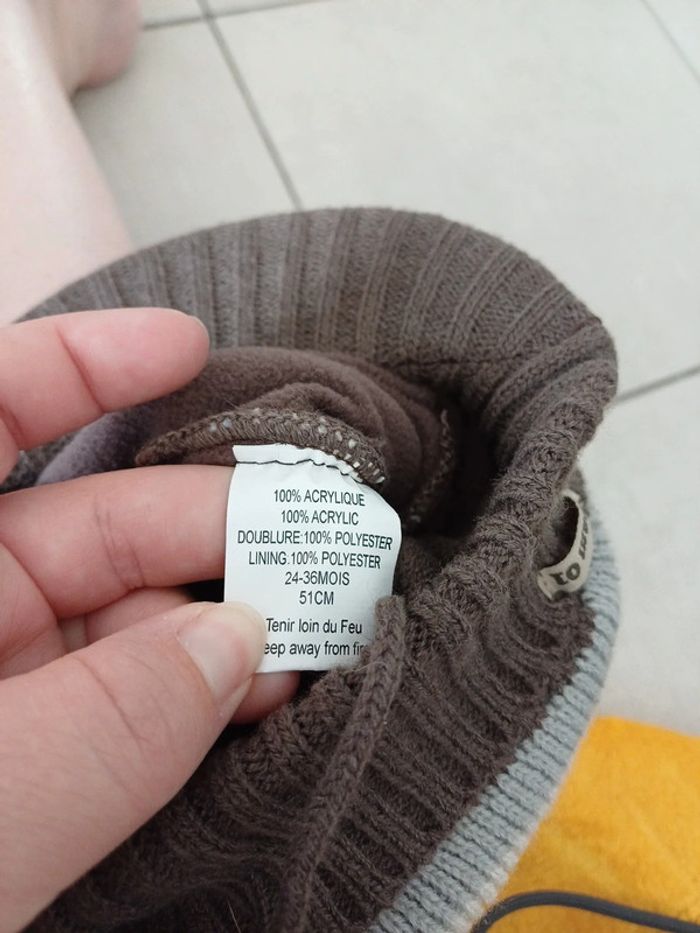 100% ACRYLIQUE
100% ACRYLIC
DOUBLURE:100% POLYESTER
LINING:100% POLYESTER
24-36MOIS
51CM
Tenir loin du Feu
away from